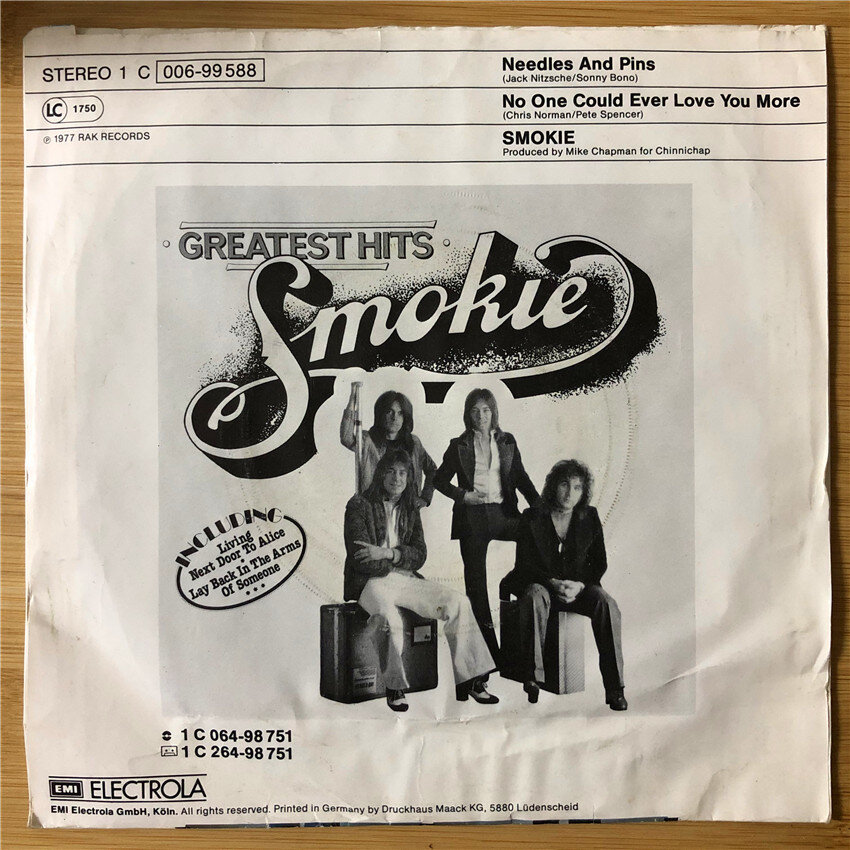 STEREO 1 C 006-99588
LC 1750
℗ 1977 RAK RECORDS
Needles And Pins
(Jack Nitzsche/Sonny Bono)
No One Could Ever Love You More
(Chris Norman/Pete Spencer)
SMOKIE
Produced by Mike Chapman for Chinnichap
GREATEST HITS
Smokie
INCLUDING
Living
Next Door To Alice
Lay Back In The Arms
Of Someone
1 C 064-98 751
1 C 264-98 751
EMI ELECTROLA
EMI Electrola GmbH, Köln. All rights reserved. Printed in Germany by Druckhaus Maack KG, 5880 Lüdenscheid